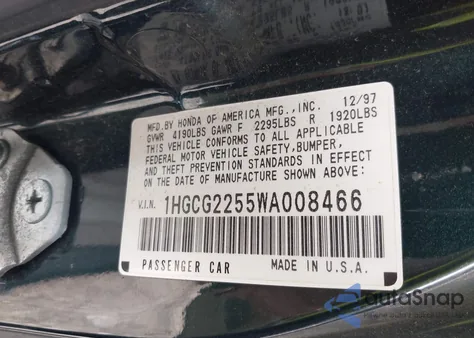 MFD.BY HONDA OF AMERICA MFG.,INC. 12/97
GVWR 4190LBS GAWR F 2295LBS R 1920LBS
THIS VEHICLE CONFORMS TO ALL APPLICABLE
FEDERAL MOTOR VEHICLE SAFETY,BUMPER,
AND THEFT PREVENTION STANDARDS IN EFFECT
ON THE DATE OF MANUFACTURE SHOWN ABOVE.
V.I.N. 1HGCG2255WA008466
PASSENGER CAR MADE IN U.S.A.
autoSnap